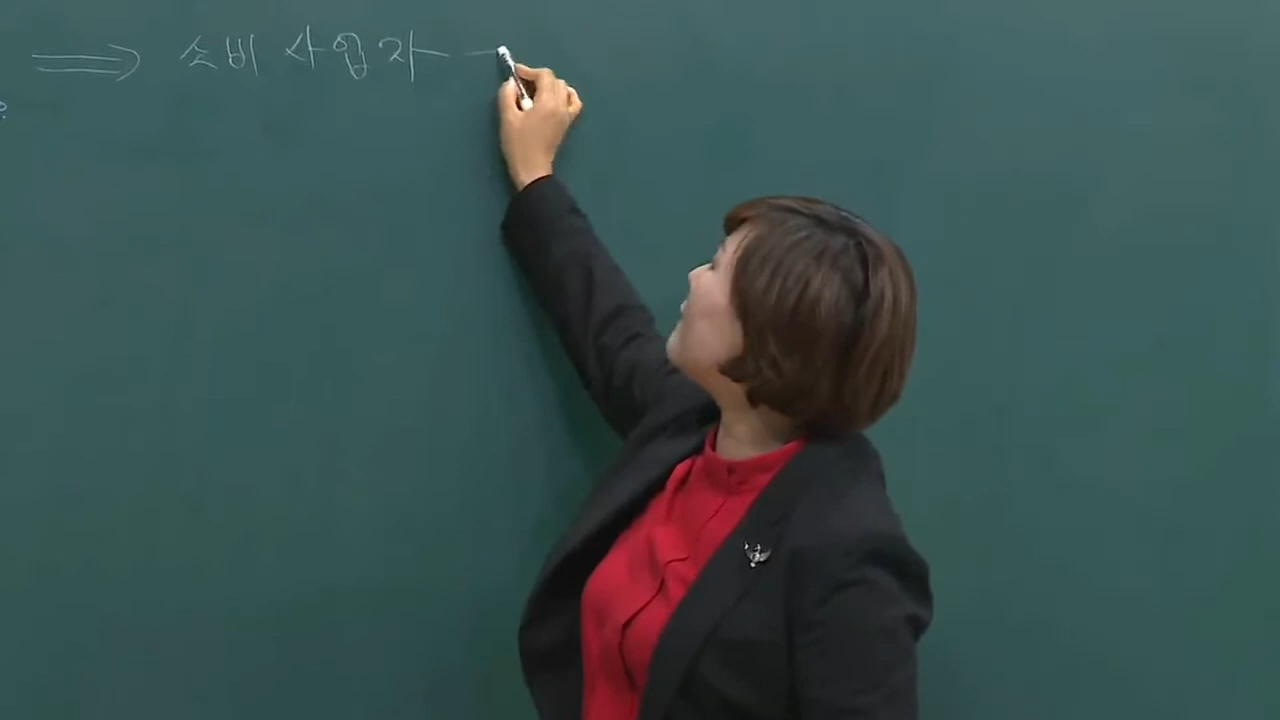 ⇒ 소비 사업자 —